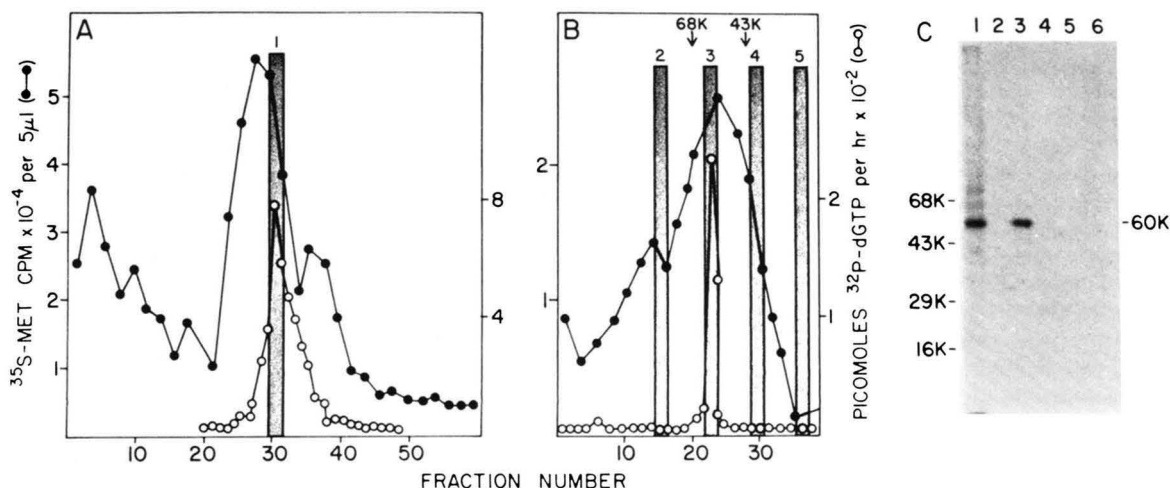 A
B
C
³⁵S-MET CPM x 10⁻⁴ per 5μl (●—●)
5
4
3
2
1
8
4
1
10
20
30
40
50
68K
43K
2
3
4
5
2
1
2
1
10
20
30
PICOMOLES ³²P-dGTP per hr x 10⁻² (o–o)
FRACTION NUMBER
1 2 3 4 5 6
68K-
43K-
29K-
16K-
-60K